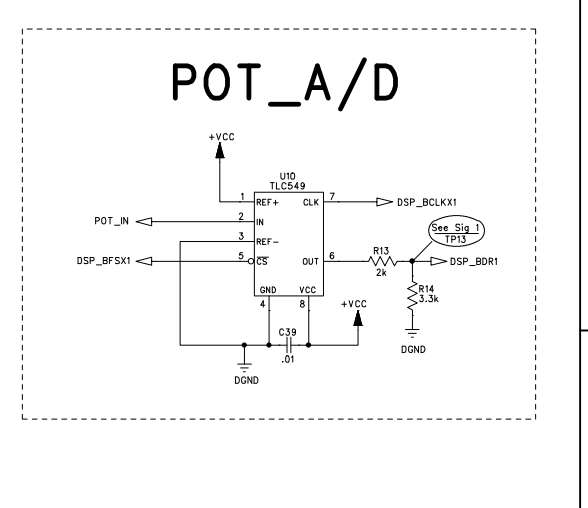 POT_A/D
+VCC
U10
TLC549
1 REF+ CLK 7 DSP_BCLKX1
POT_IN 2 IN
See Sig 1
TP13
3 REF-
DSP_BFSX1 5 CS OUT 6 R13 2k DSP_BDR1
R14
3.3k
GND VCC
4 8 +VCC
C39
.01
DGND
DGND